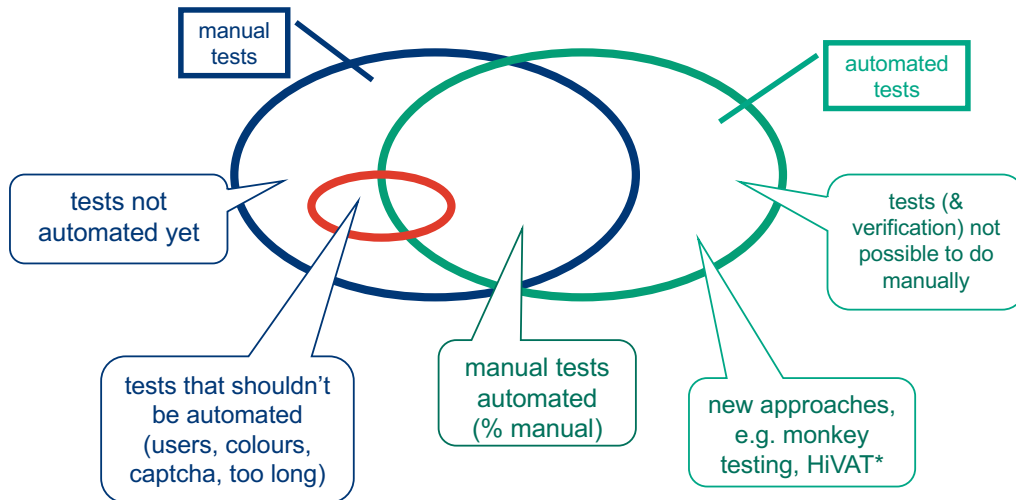 manual
tests
automated
tests
tests not
automated yet
tests (&
verification) not
possible to do
manually
tests that shouldn't
be automated
(users, colours,
captcha, too long)
manual tests
automated
(% manual)
new approaches,
e.g. monkey
testing, HiVAT*